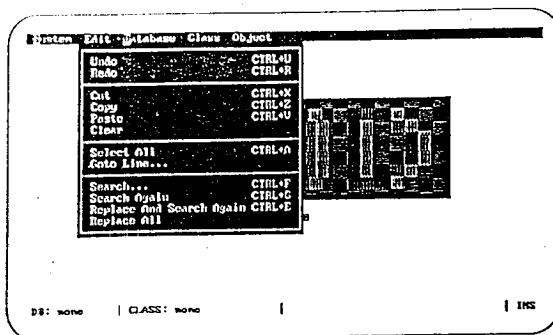 System Edit Database Class Object
Undo CTRL+U
Redo CTRL+R
Cut CTRL+X
Copy CTRL+Z
Paste CTRL+V
Clear
Select All CTRL+A
Goto Line...
Search... CTRL+F
Search Again CTRL+G
Replace And Search Again CTRL+E
Replace All
DB: none | CLASS: none | | INS